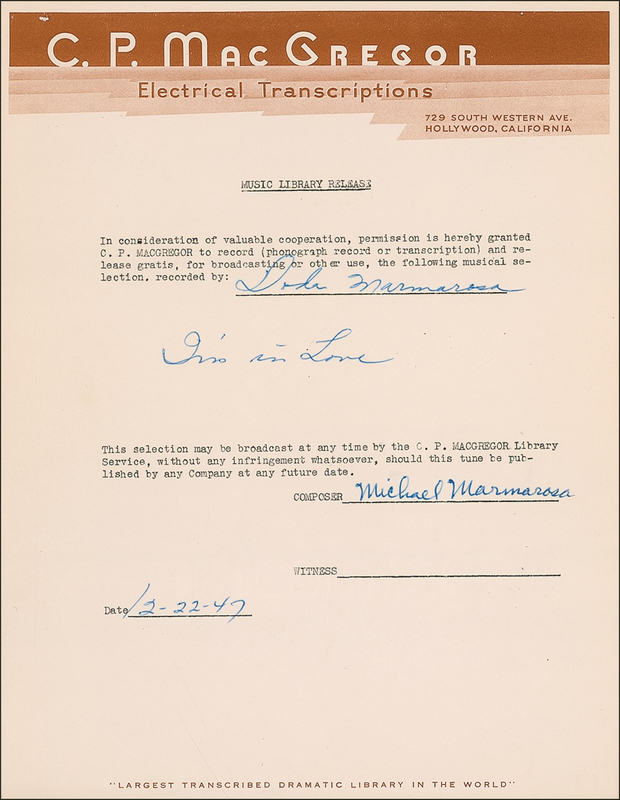 C. P. MAC GREGOR
Electrical Transcriptions
729 SOUTH WESTERN AVE.
HOLLYWOOD, CALIFORNIA
MUSIC LIBRARY RELEASE
In consideration of valuable cooperation, permission is hereby granted
C. P. MACGREGOR to record (phonograph record or transcription) and re-
lease gratis, for broadcasting or other use, the following musical se-
lection, recorded by: Dodo Marmarosa
I'm in Love
This selection may be broadcast at any time by the C. P. MACGREGOR Library
Service, without any infringement whatsoever, should this tune be pub-
lished by any Company at any future date.
COMPOSER Michael Marmarosa
WITNESS
Date 12-22-47
"LARGEST TRANSCRIBED DRAMATIC LIBRARY IN THE WORLD"